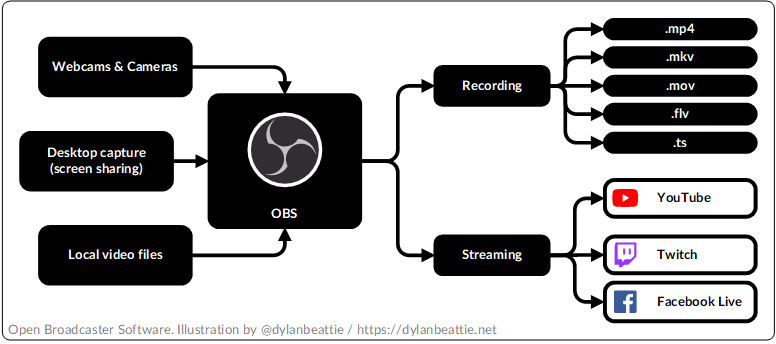 Webcams & Cameras
Desktop capture
(screen sharing)
Local video files
OBS
Recording
Streaming
.mp4
.mkv
.mov
.flv
.ts
YouTube
Twitch
Facebook Live
Open Broadcaster Software. Illustration by @dylanbeattie / https://dylanbeattie.net